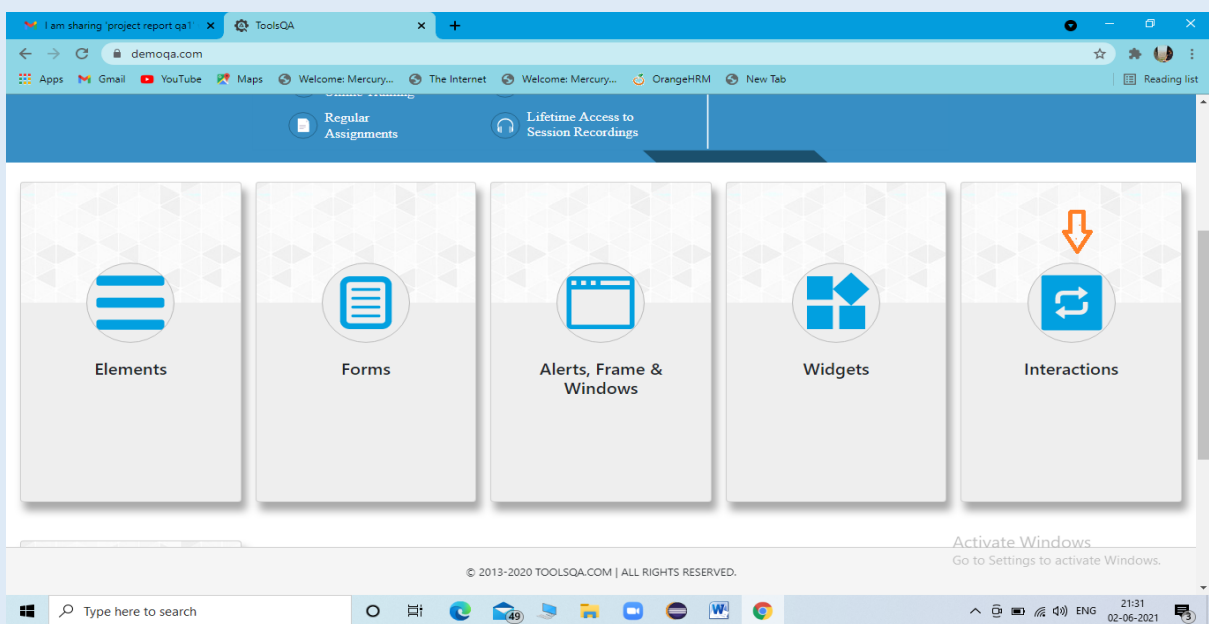 I am sharing 'project report qa1'
ToolsQA
demoqa.com
Apps Gmail YouTube Maps Welcome: Mercury... The Internet Welcome: Mercury... OrangeHRM New Tab Reading list
Online Training
Regular
Assignments
Lifetime Access to
Session Recordings
Elements
Forms
Alerts, Frame &
Windows
Widgets
Interactions
Activate Windows
Go to Settings to activate Windows.
© 2013-2020 TOOLSQA.COM | ALL RIGHTS RESERVED.
Type here to search
49
W
ENG
21:31
02-06-2021
3